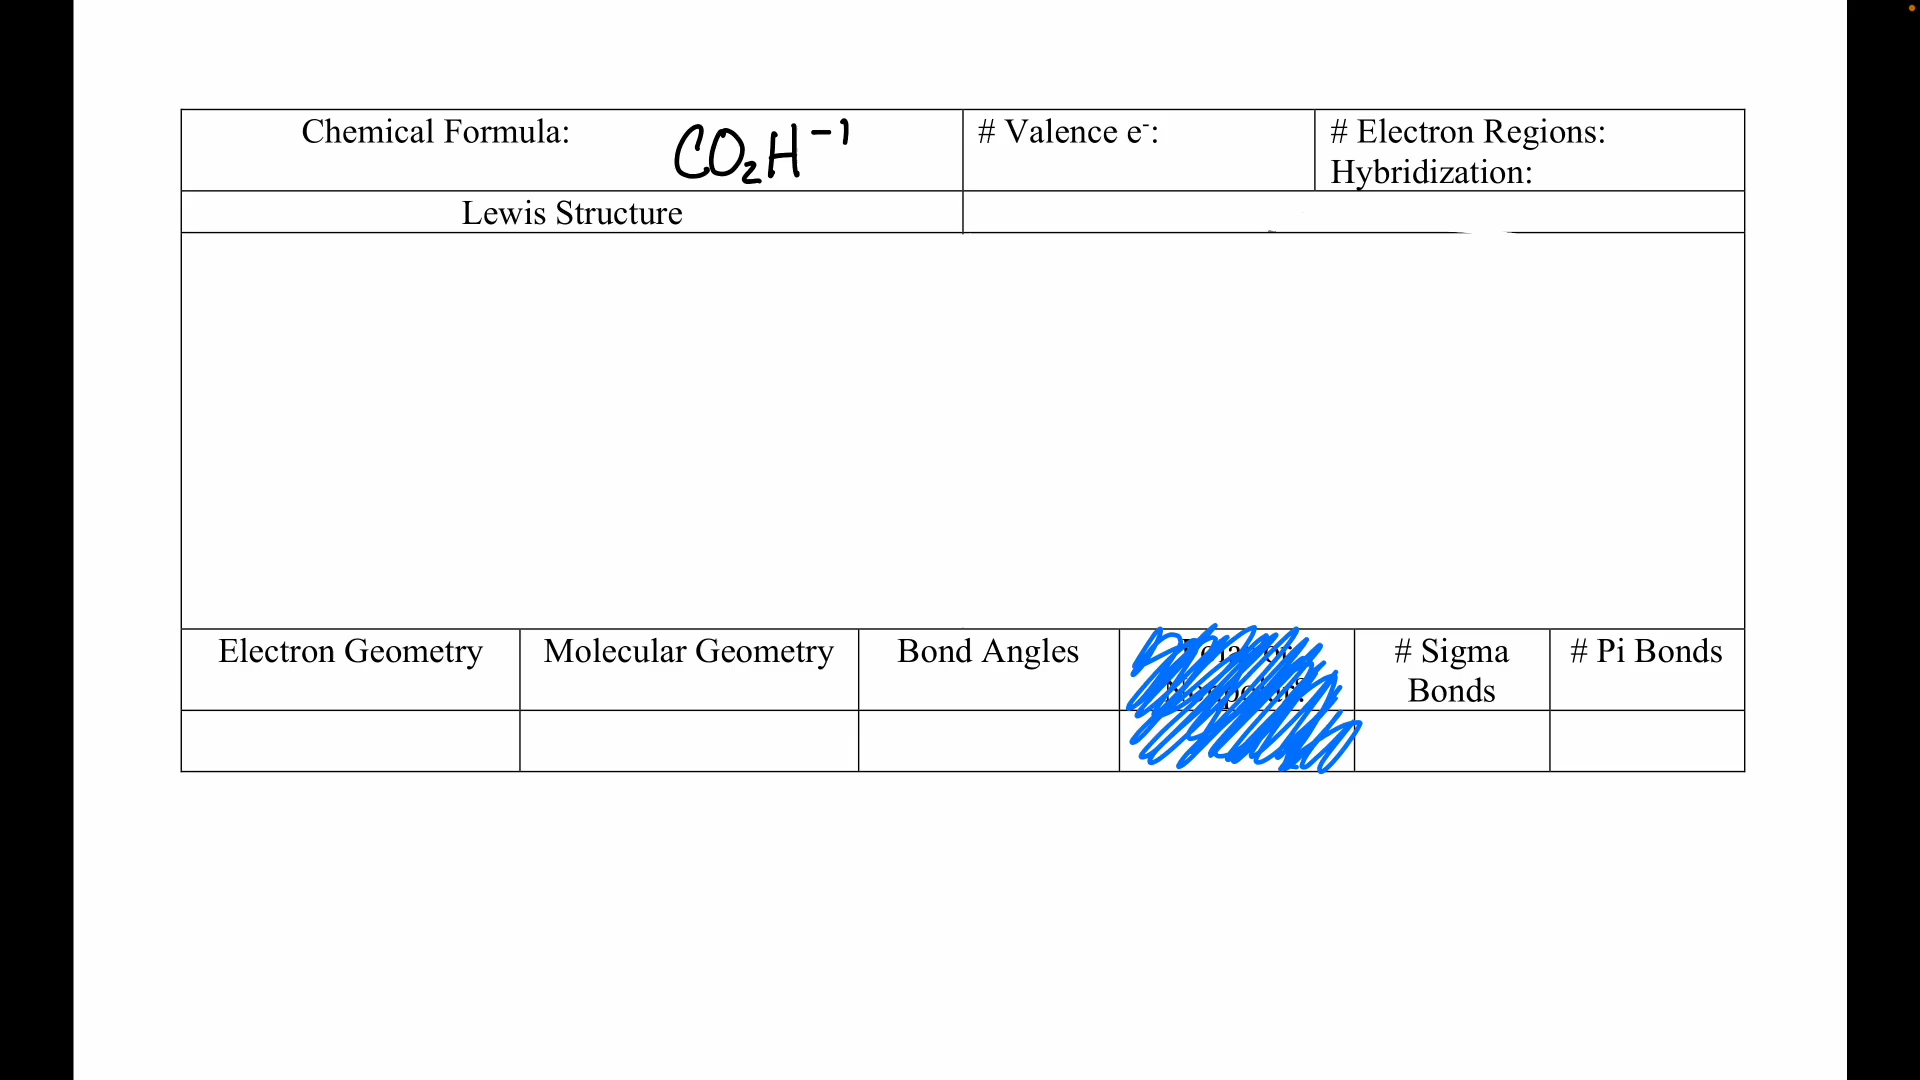 Chemical Formula: CO₂H⁻¹
# Valence e⁻:
# Electron Regions:
Hybridization:
Lewis Structure
Electron Geometry
Molecular Geometry
Bond Angles
# Sigma
Bonds
# Pi Bonds